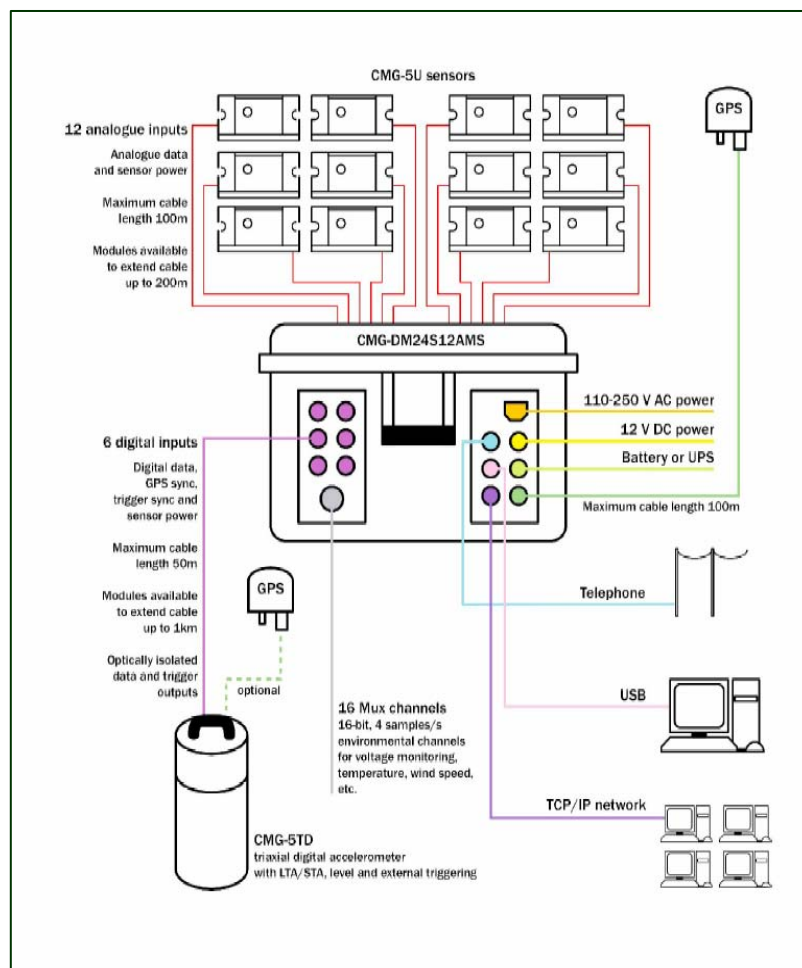 CMG-5U sensors
GPS
12 analogue inputs
Analogue data
and sensor power
Maximum cable
length 100m
Modules available
to extend cable
up to 200m
CMG-DM24S12AMS
110-250 V AC power
12 V DC power
Battery or UPS
Maximum cable length 100m
6 digital inputs
Digital data,
GPS sync,
trigger sync and
sensor power
Maximum cable
length 50m
Modules available
to extend cable
up to 1km
Optically isolated
data and trigger
outputs
GPS
optional
Telephone
16 Mux channels
16-bit, 4 samples/s
environmental channels
for voltage monitoring,
temperature, wind speed,
etc.
USB
TCP/IP network
CMG-5TD
triaxial digital accelerometer
with LTA/STA, level and external triggering